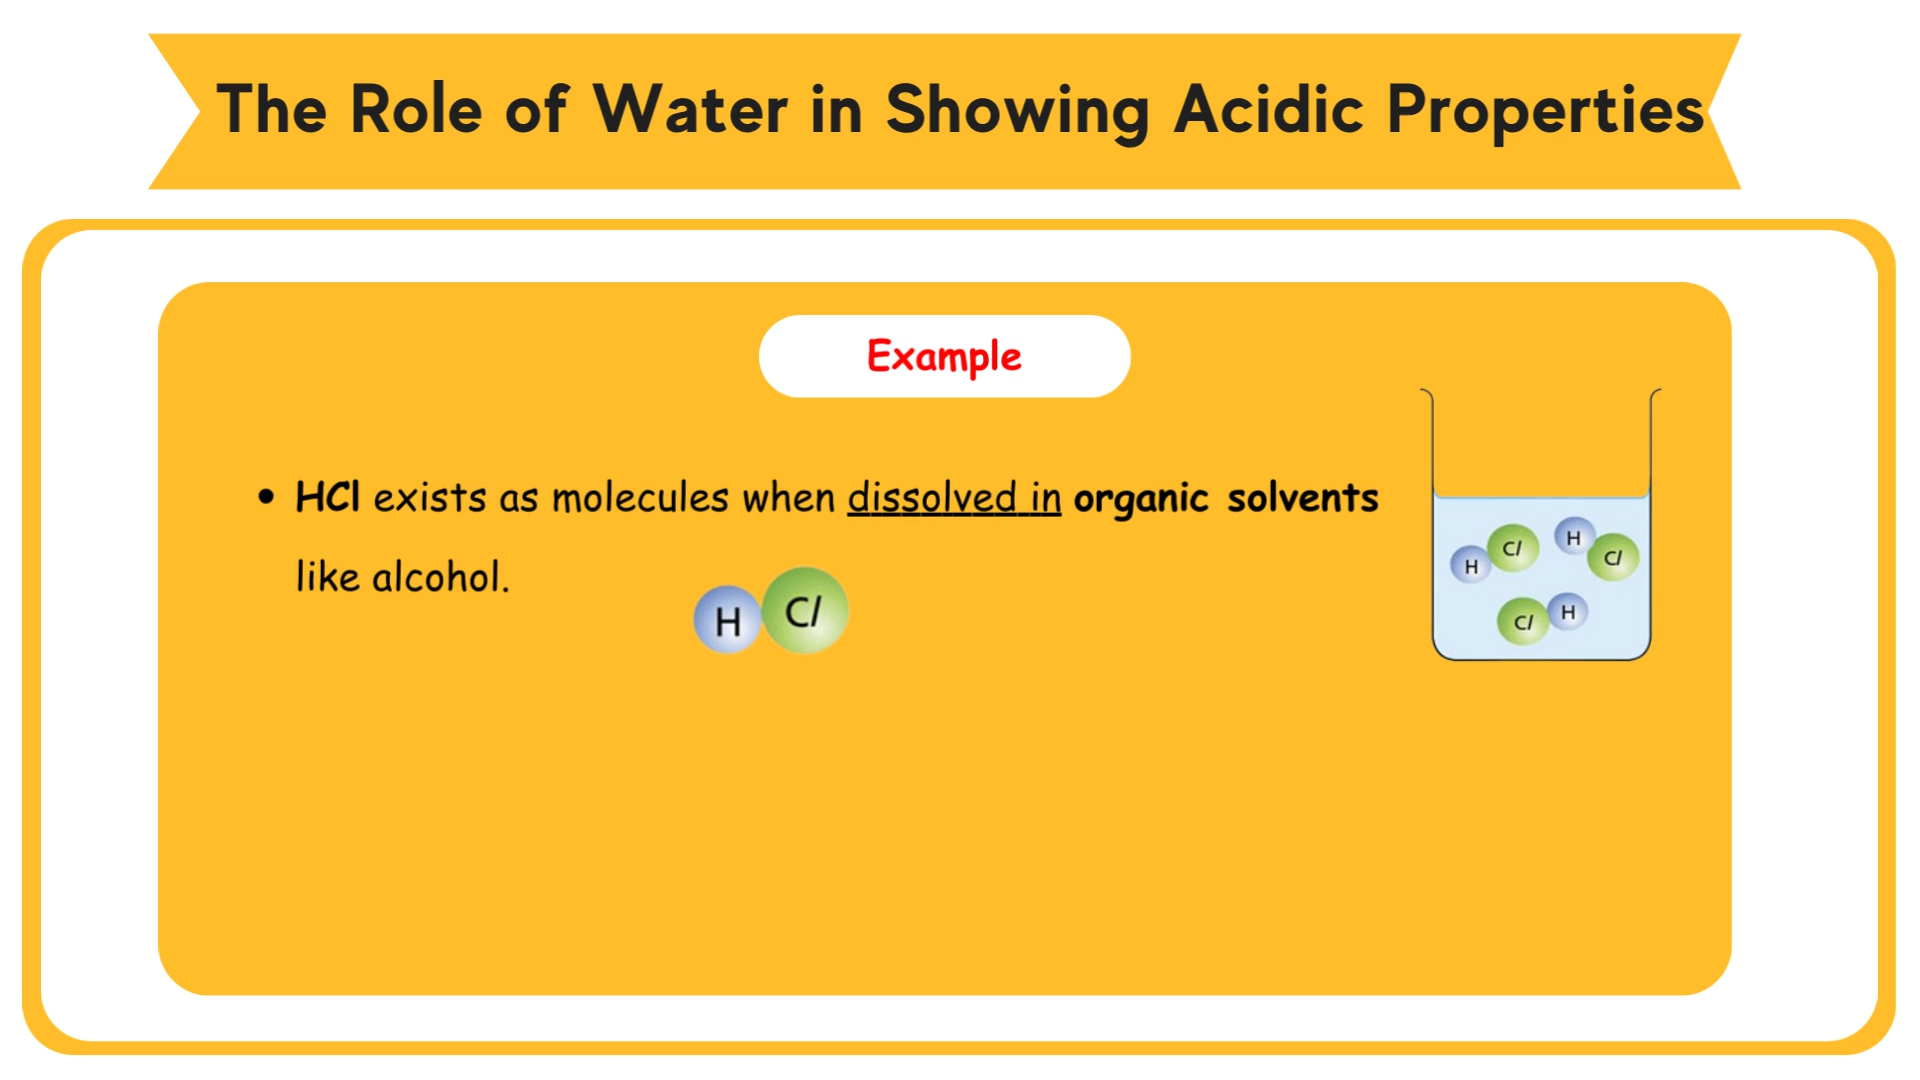 The Role of Water in Showing Acidic Properties
Example
• HCl exists as molecules when dissolved in organic solvents
like alcohol.
H Cl
H Cl
H Cl
Cl H